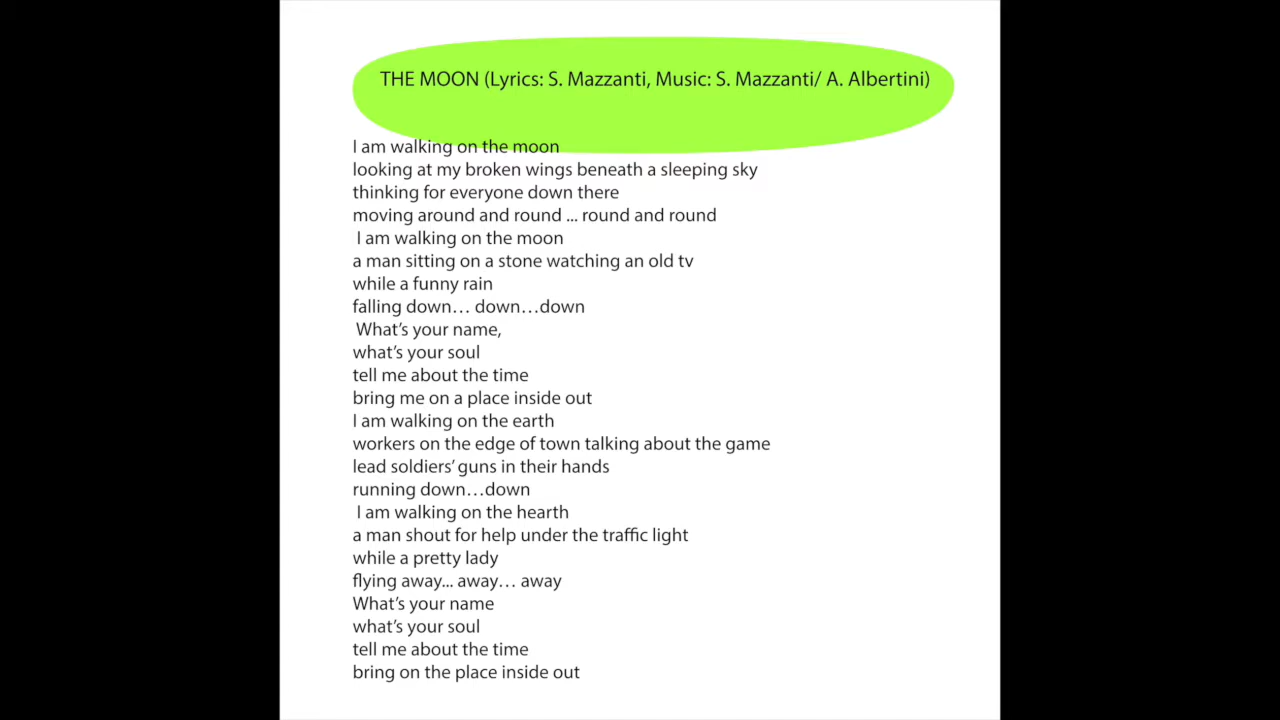 THE MOON (Lyrics: S. Mazzanti, Music: S. Mazzanti/ A. Albertini)
I am walking on the moon
looking at my broken wings beneath a sleeping sky
thinking for everyone down there
moving around and round ... round and round
I am walking on the moon
a man sitting on a stone watching an old tv
while a funny rain
falling down… down…down
What’s your name,
what’s your soul
tell me about the time
bring me on a place inside out
I am walking on the earth
workers on the edge of town talking about the game
lead soldiers’ guns in their hands
running down…down
I am walking on the hearth
a man shout for help under the traffic light
while a pretty lady
flying away... away… away
What’s your name
what’s your soul
tell me about the time
bring on the place inside out